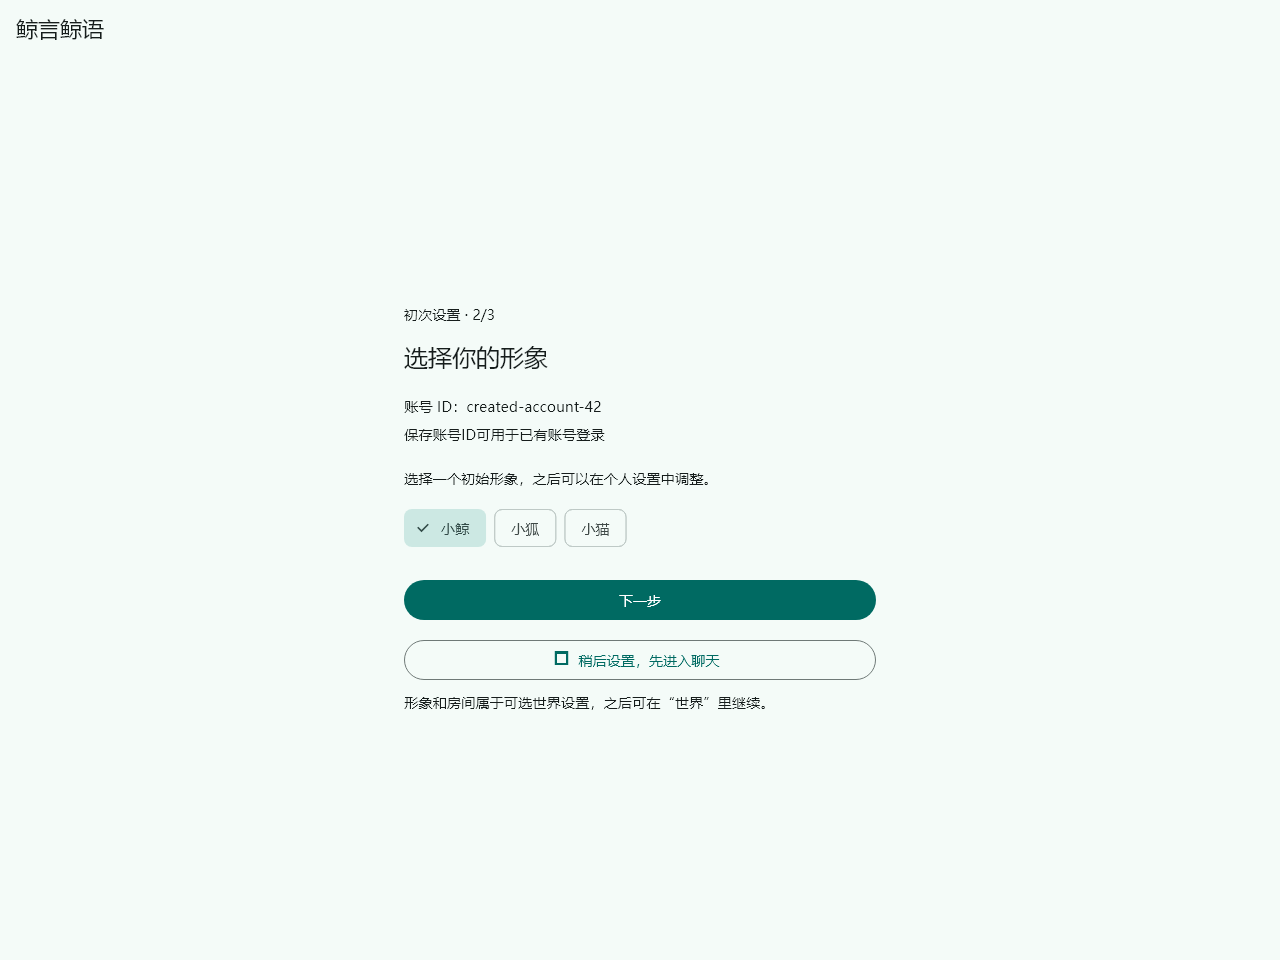 鲸言鲸语
初次设置 · 2/3
选择你的形象
账号 ID：created-account-42
保存账号ID可用于已有账号登录
选择一个初始形象，之后可以在个人设置中调整。
小鲸
小狐
小猫
下一步
稍后设置，先进入聊天
形象和房间属于可选世界设置，之后可在“世界”里继续。